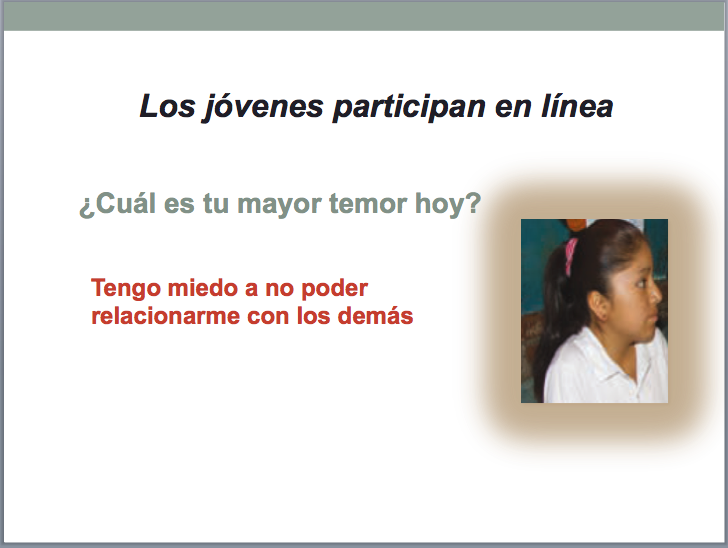 Los jóvenes participan en línea
¿Cuál es tu mayor temor hoy?
Tengo miedo a no poder
relacionarme con los demás